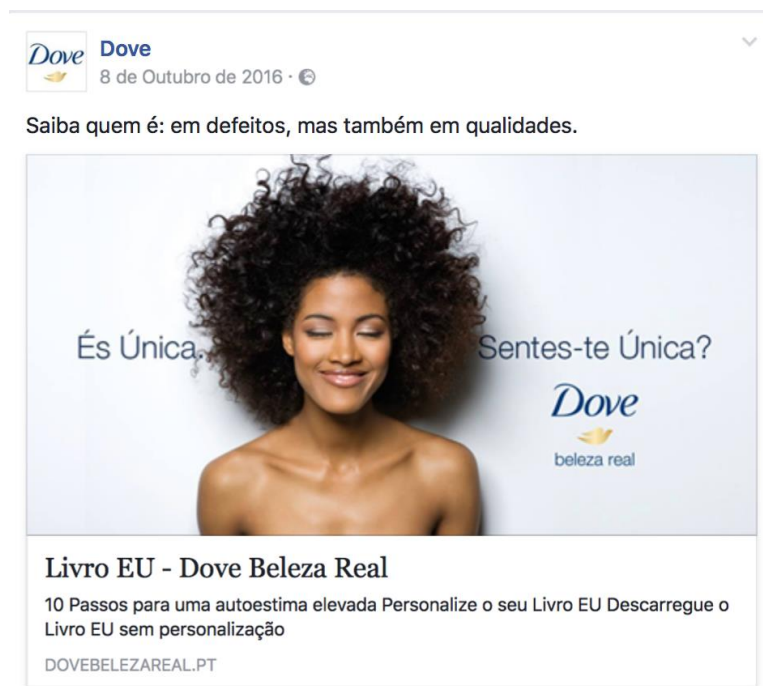 Dove
Dove
8 de Outubro de 2016 ·
Saiba quem é: em defeitos, mas também em qualidades.
És Única.
Sentes-te Única?
Dove
beleza real
Livro EU - Dove Beleza Real
10 Passos para uma autoestima elevada Personalize o seu Livro EU Descarregue o
Livro EU sem personalização
DOVEBELEZAREAL.PT